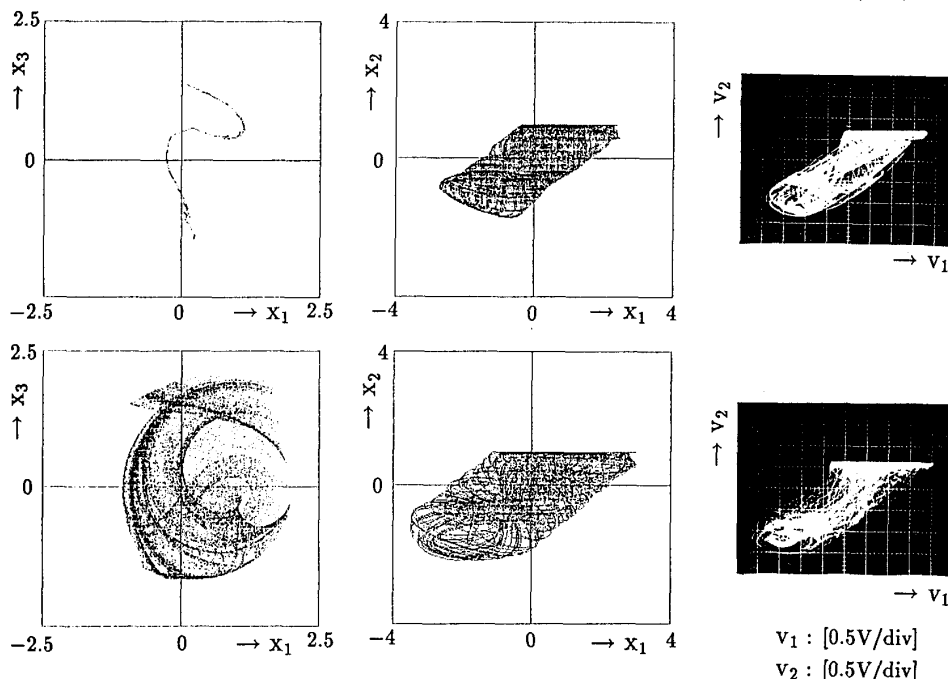 2.5
→ x3
0
−2.5 0 → x1 2.5
4
→ x2
0
−4 0 → x1 4
→ v2
→ v1
2.5
→ x3
0
−2.5 0 → x1 2.5
4
→ x2
0
−4 0 → x1 4
→ v2
→ v1
v1 : [0.5V/div]
v2 : [0.5V/div]